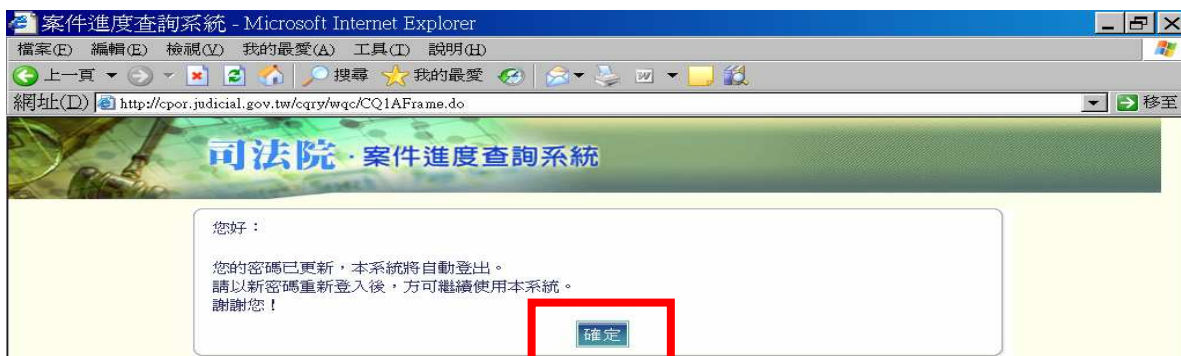 案件進度查詢系統 - Microsoft Internet Explorer
檔案(F) 編輯(E) 檢視(V) 我的最愛(A) 工具(T) 說明(H)
上一頁 搜尋 我的最愛
網址(D) http://cpor.judicial.gov.tw/cqry/wqc/CQ1AFrame.do 移至
司法院 · 案件進度查詢系統
您好：
您的密碼已更新，本系統將自動登出。
請以新密碼重新登入後，方可繼續使用本系統。
謝謝您！
確定